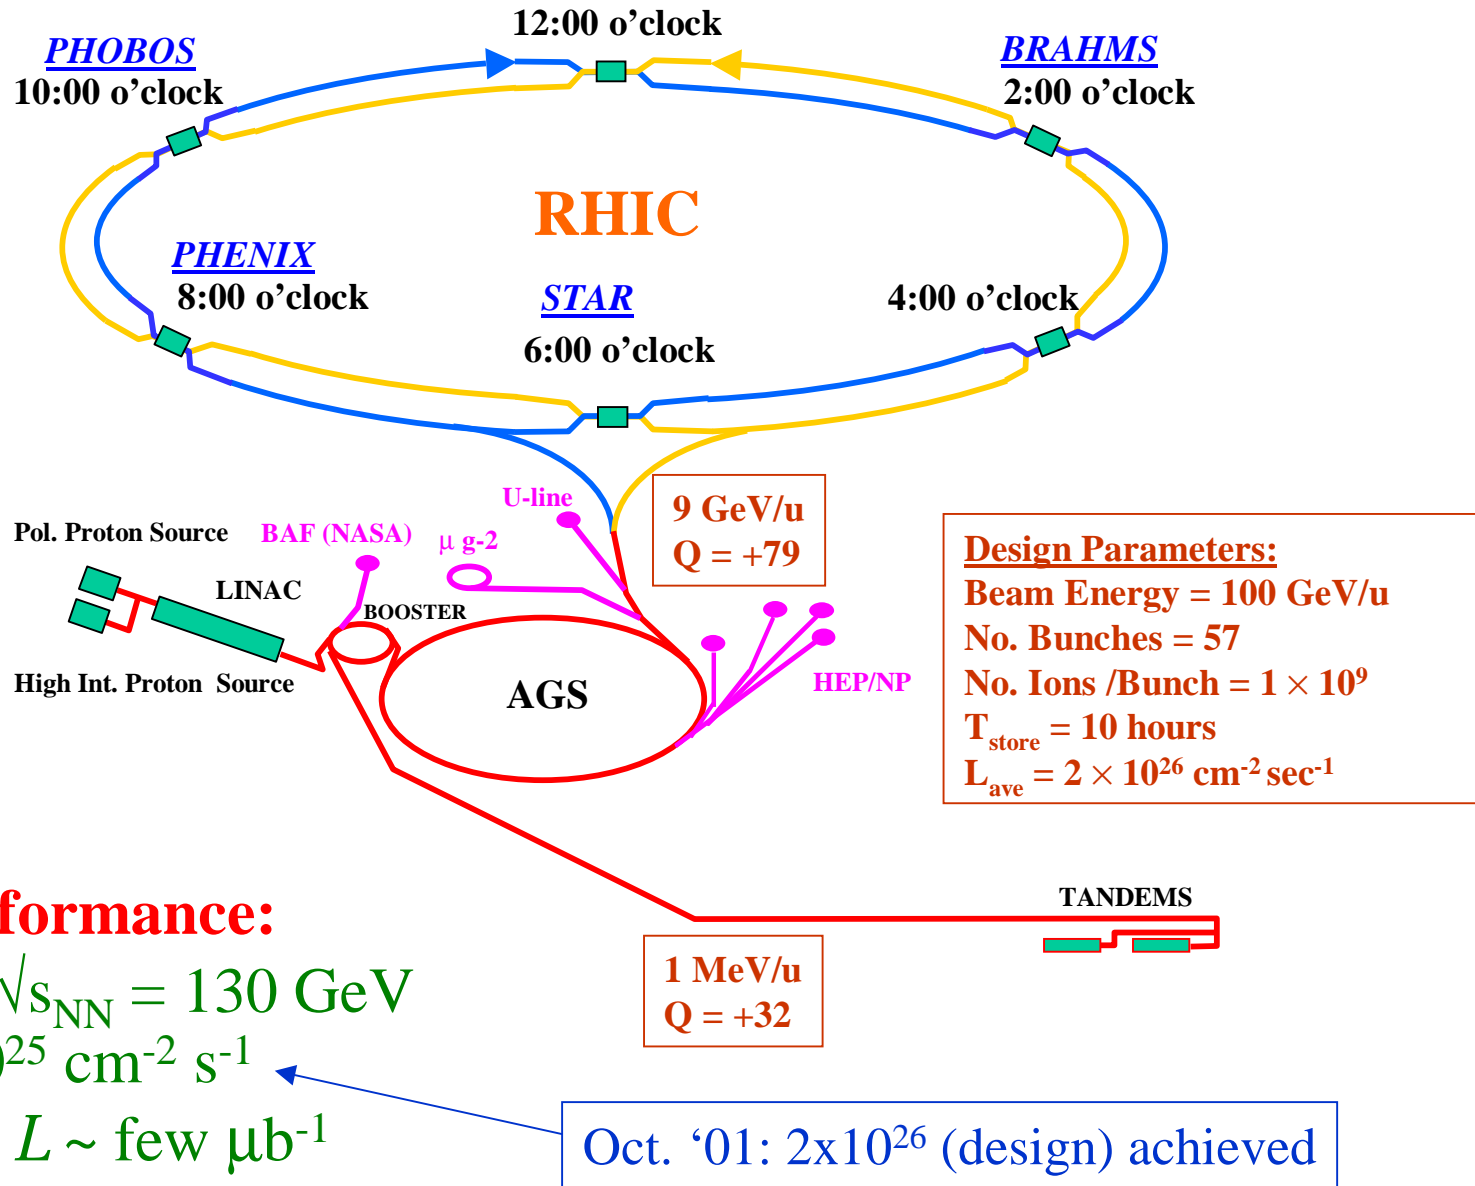 12:00 o’clock
PHOBOS
10:00 o’clock
BRAHMS
2:00 o’clock
RHIC
PHENIX
8:00 o’clock
STAR
6:00 o’clock
4:00 o’clock
U-line
9 GeV/u
Q = +79
Pol. Proton Source
BAF (NASA)
μ g-2
LINAC
BOOSTER
High Int. Proton Source
AGS
HEP/NP
Design Parameters:
Beam Energy = 100 GeV/u
No. Bunches = 57
No. Ions /Bunch = 1 × 10⁹
T_store = 10 hours
L_ave = 2 × 10²⁶ cm⁻² sec⁻¹
TANDEMS
1 MeV/u
Q = +32
formance:
√s_NN = 130 GeV
²⁵ cm⁻² s⁻¹
L ~ few μb⁻¹
Oct. ‘01: 2x10²⁶ (design) achieved